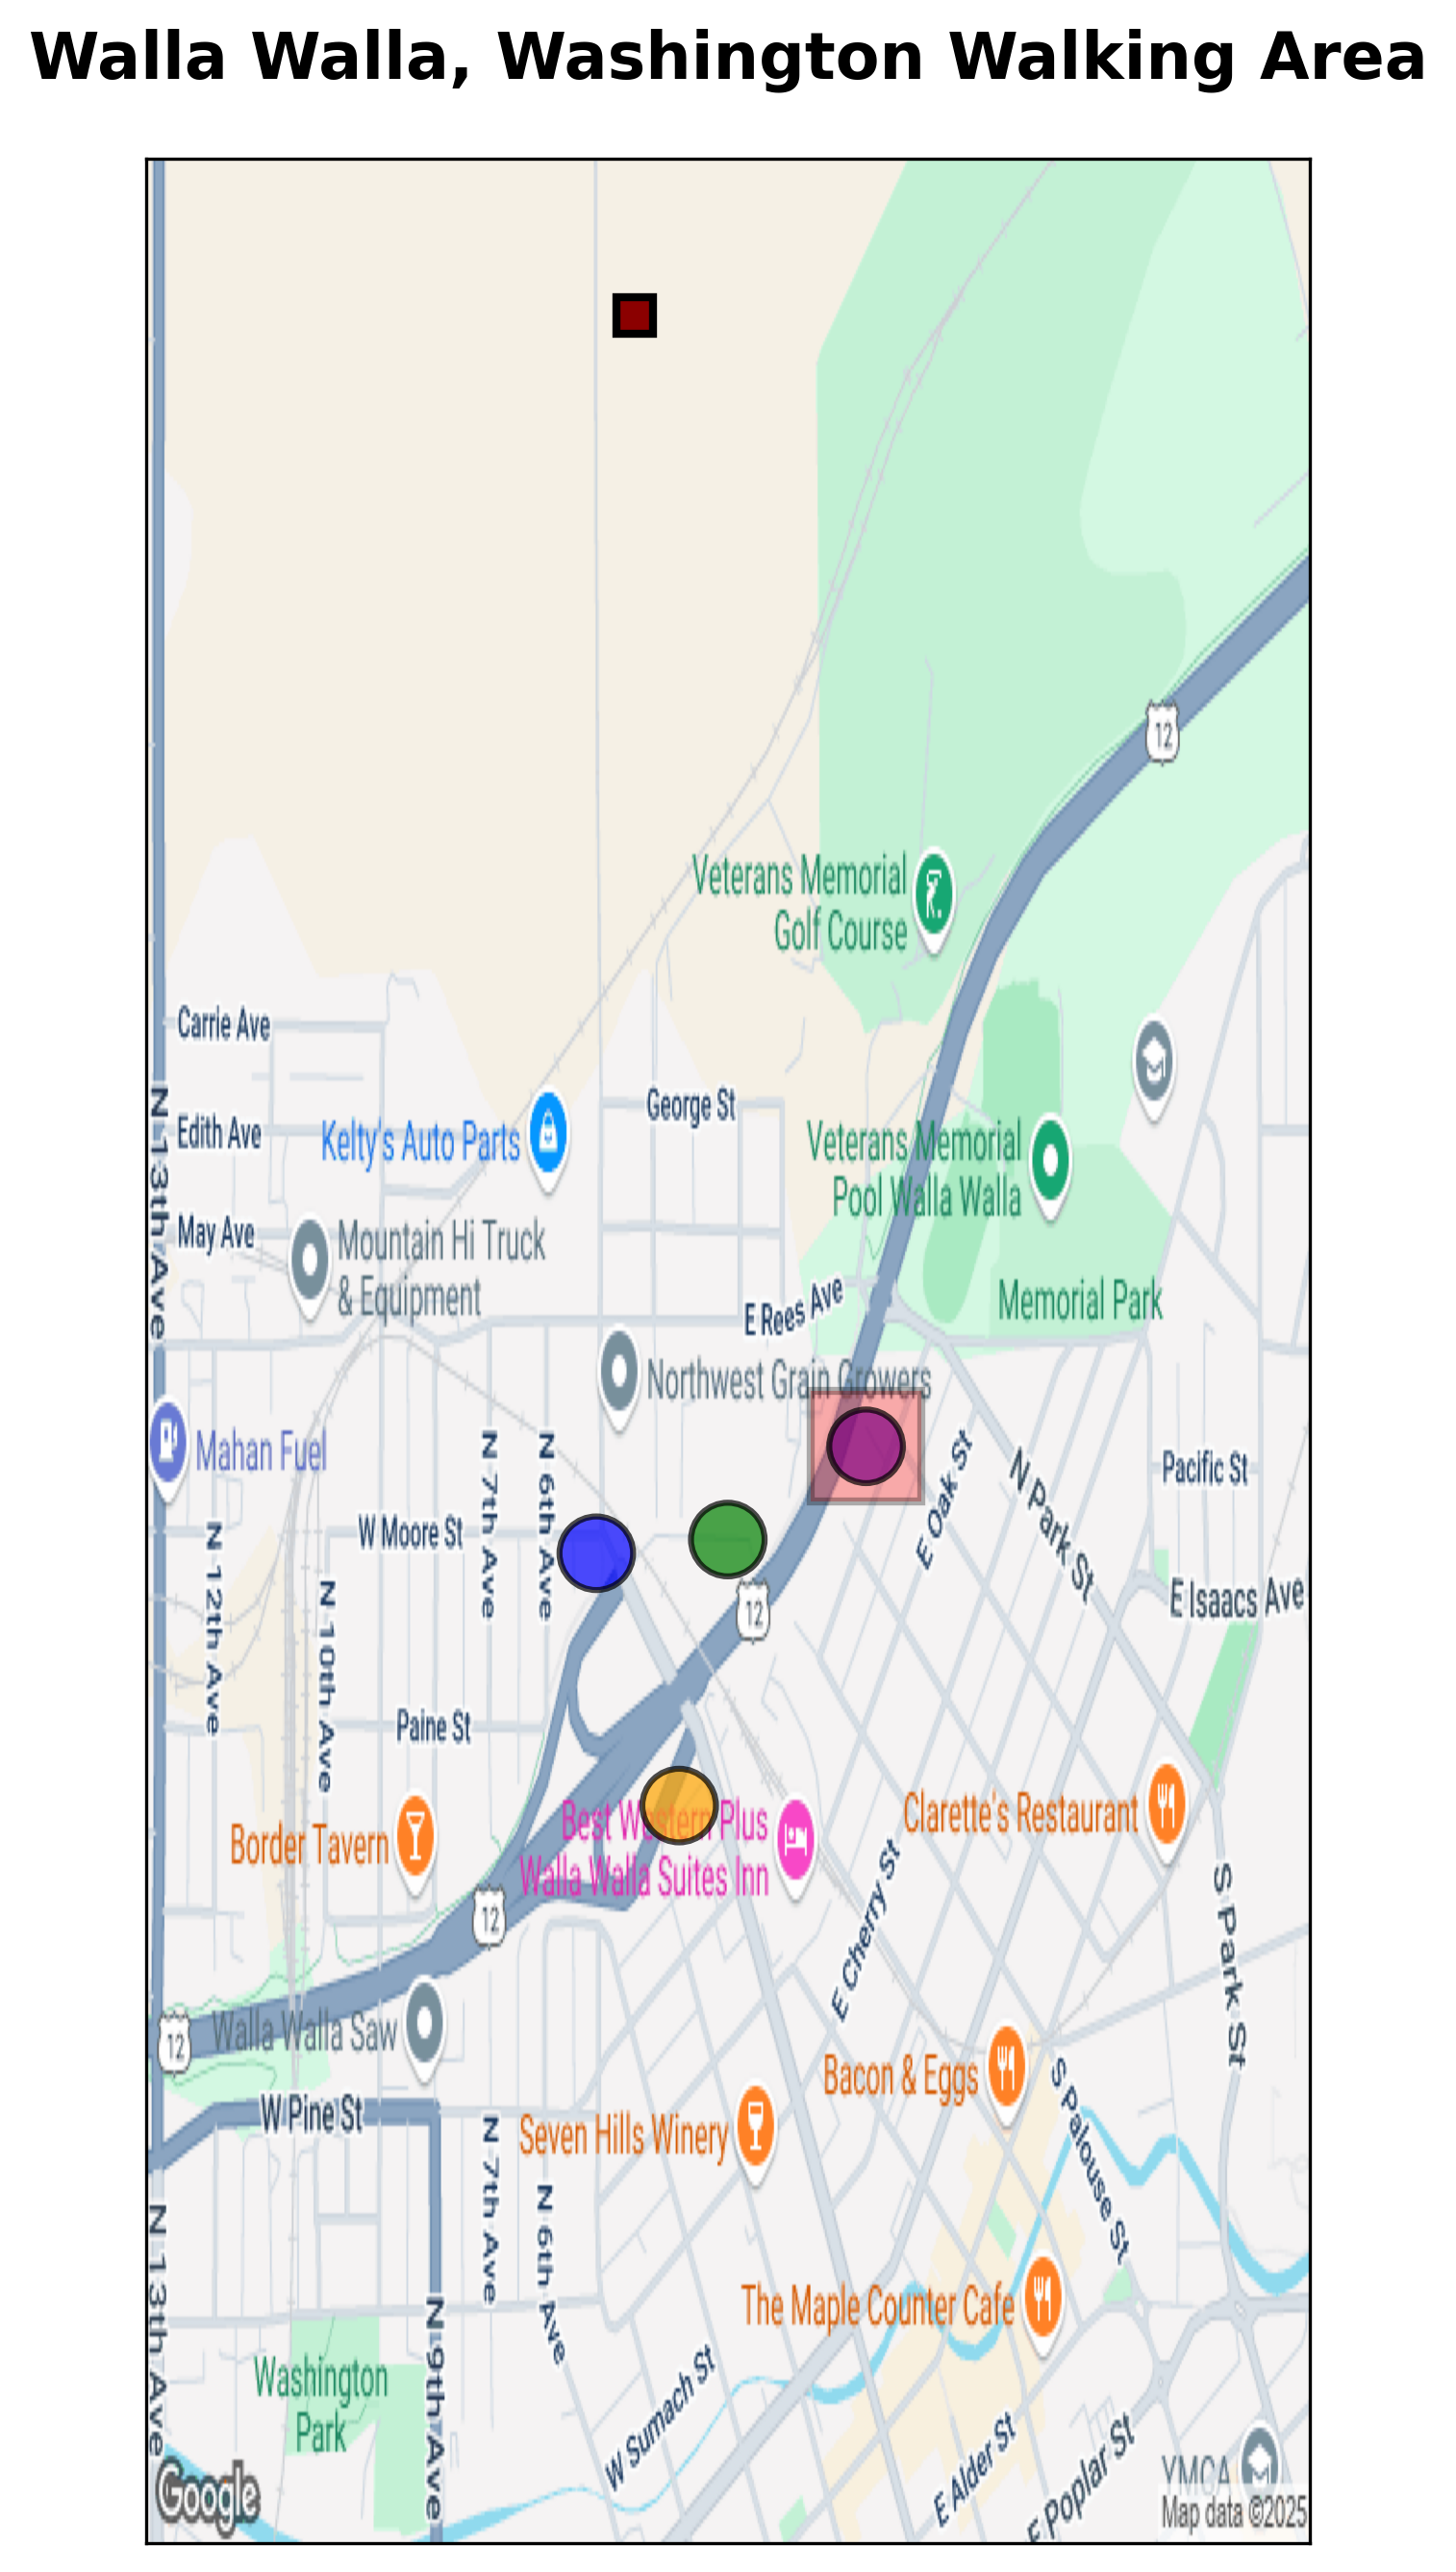 Walla Walla, Washington Walking Area
12
Veterans Memorial
Golf Course
Carrie Ave
N 13th Ave
George St
Edith Ave
Kelty's Auto Parts
Veterans Memorial
Pool Walla Walla
May Ave
Mountain Hi Truck
& Equipment
E Rees Ave
Memorial Park
Northwest Grain Growers
Mahan Fuel
N 7th Ave
N 6th Ave
E Oak St
N Park St
Pacific St
W Moore St
N 12th Ave
N 10th Ave
12
E Isaacs Ave
Paine St
Border Tavern
Best Western Plus
Walla Walla Suites Inn
Clarette's Restaurant
12
E Cherry St
S Park St
12
Walla Walla Saw
Bacon & Eggs
W Pine St
Seven Hills Winery
S Palouse St
N 7th Ave
N 6th Ave
N 13th Ave
The Maple Counter Cafe
N 9th Ave
Washington
Park
W Sumach St
E Alder St
E Poplar St
YMCA
Google
Map data ©2025